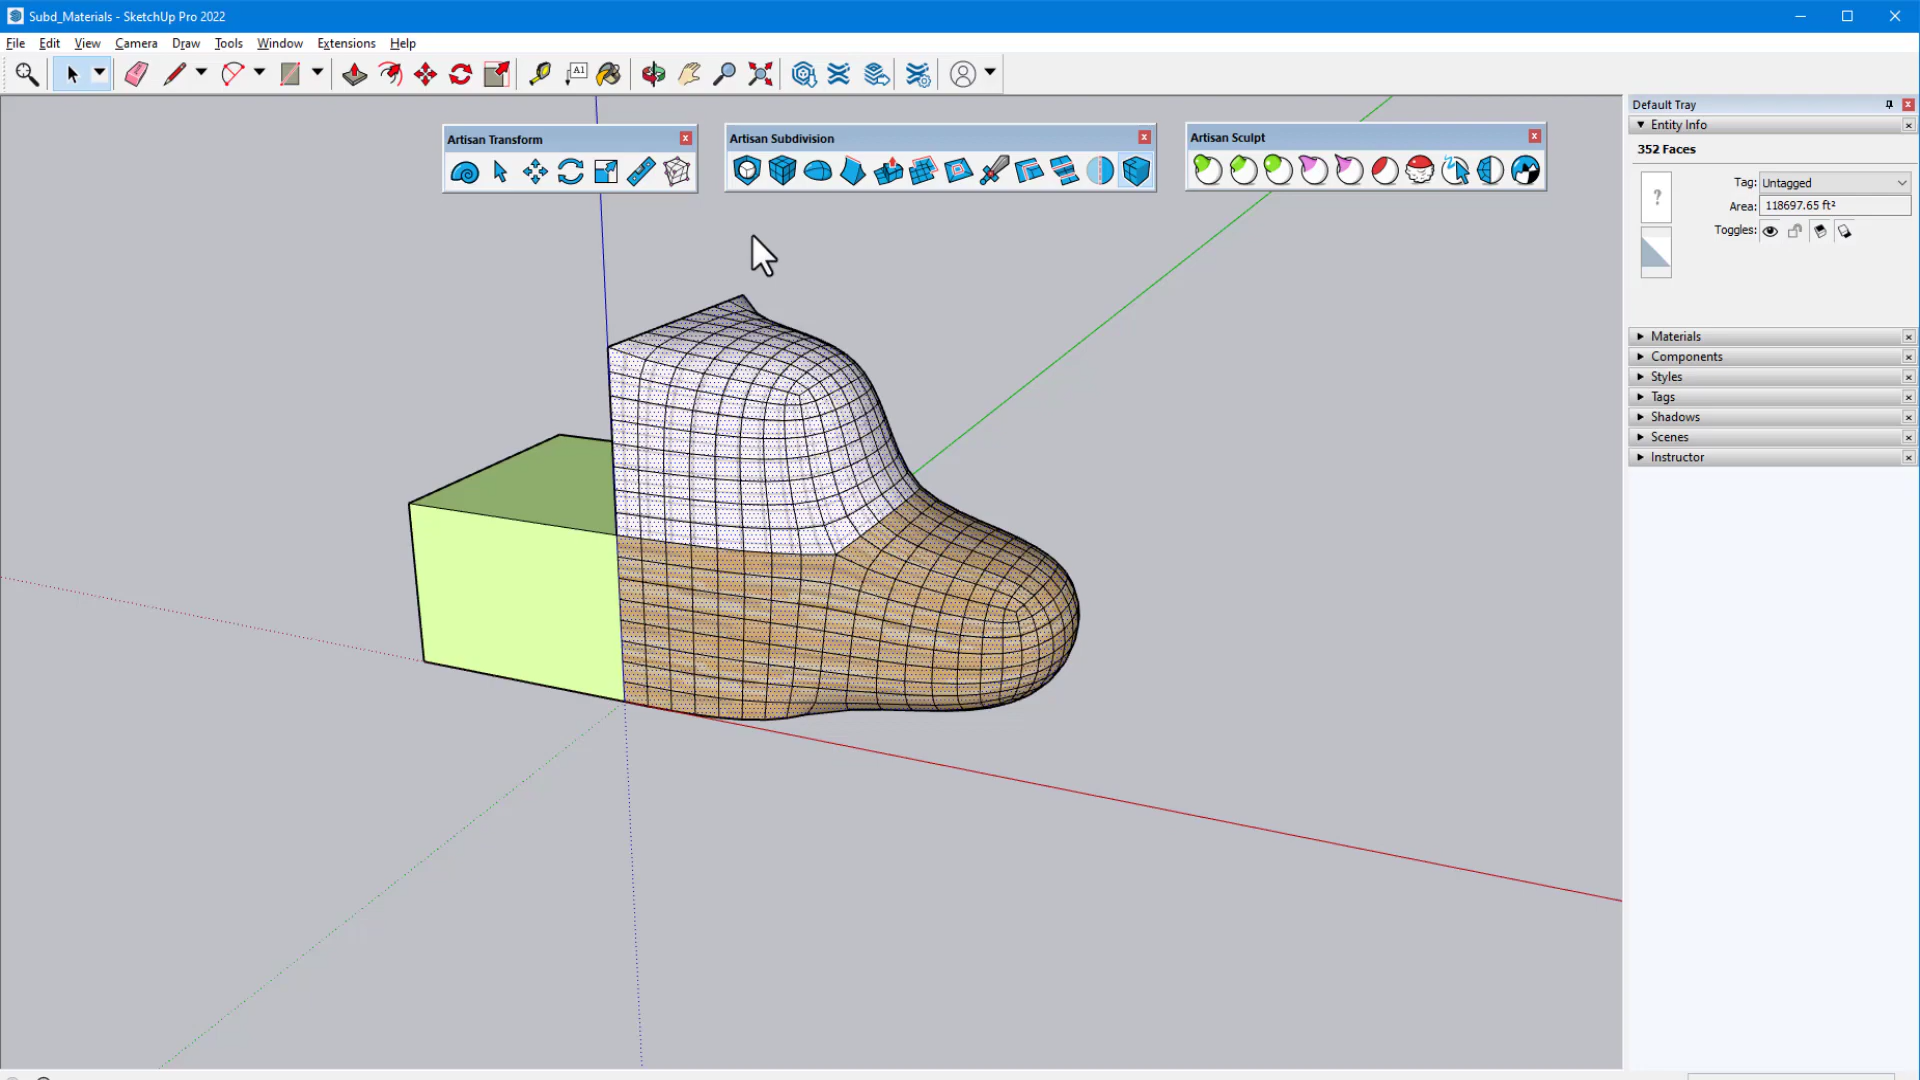 Subd_Materials - SketchUp Pro 2022
File Edit View Camera Draw Tools Window Extensions Help
A1
Default Tray
Entity Info
352 Faces
?
Tag: Untagged
Area: 118697.65 ft²
Toggles:
Materials
Components
Styles
Tags
Shadows
Scenes
Instructor
Artisan Transform
Artisan Subdivision
Artisan Sculpt